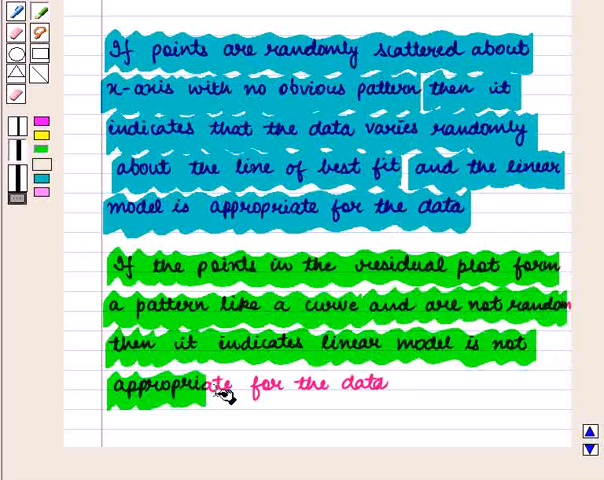 If points are randomly scattered about
x-axis with no obvious pattern then it
indicates that the data varies randomly
about the line of best fit and the linear
model is appropriate for the data
If the points in the residual plot form
a pattern like a curve and are not random
then it indicates linear model is not
appropriate for the data